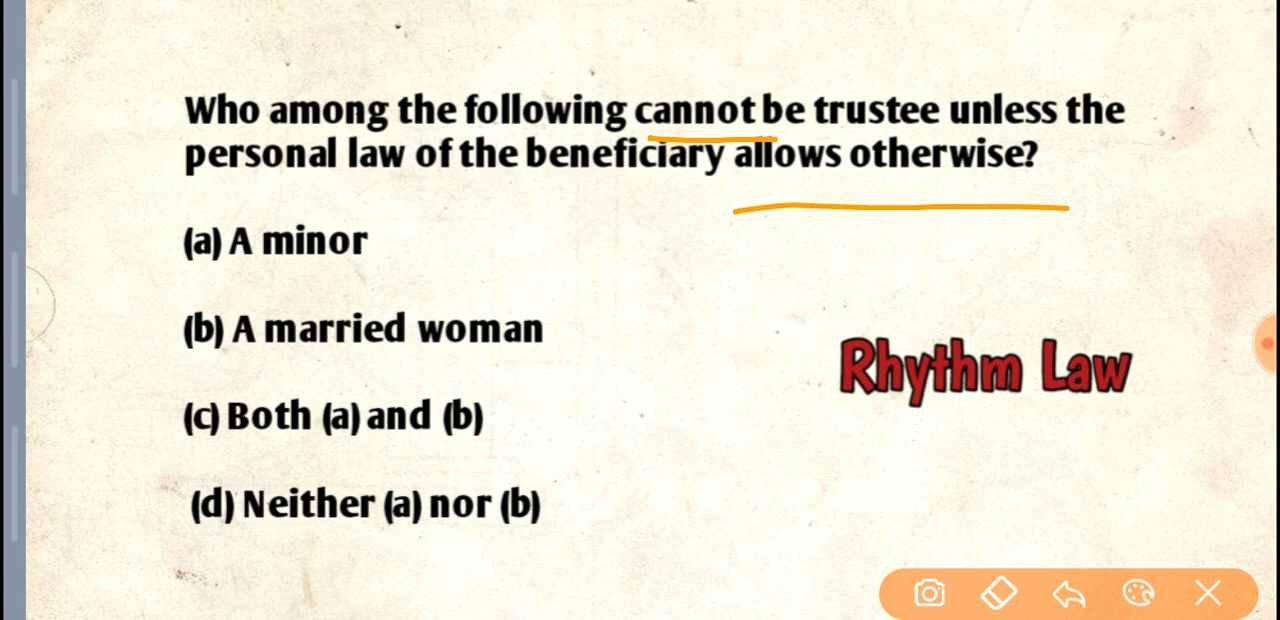 Who among the following cannot be trustee unless the
personal law of the beneficiary allows otherwise?
(a) A minor
(b) A married woman
Rhythm Law
(c) Both (a) and (b)
(d) Neither (a) nor (b)